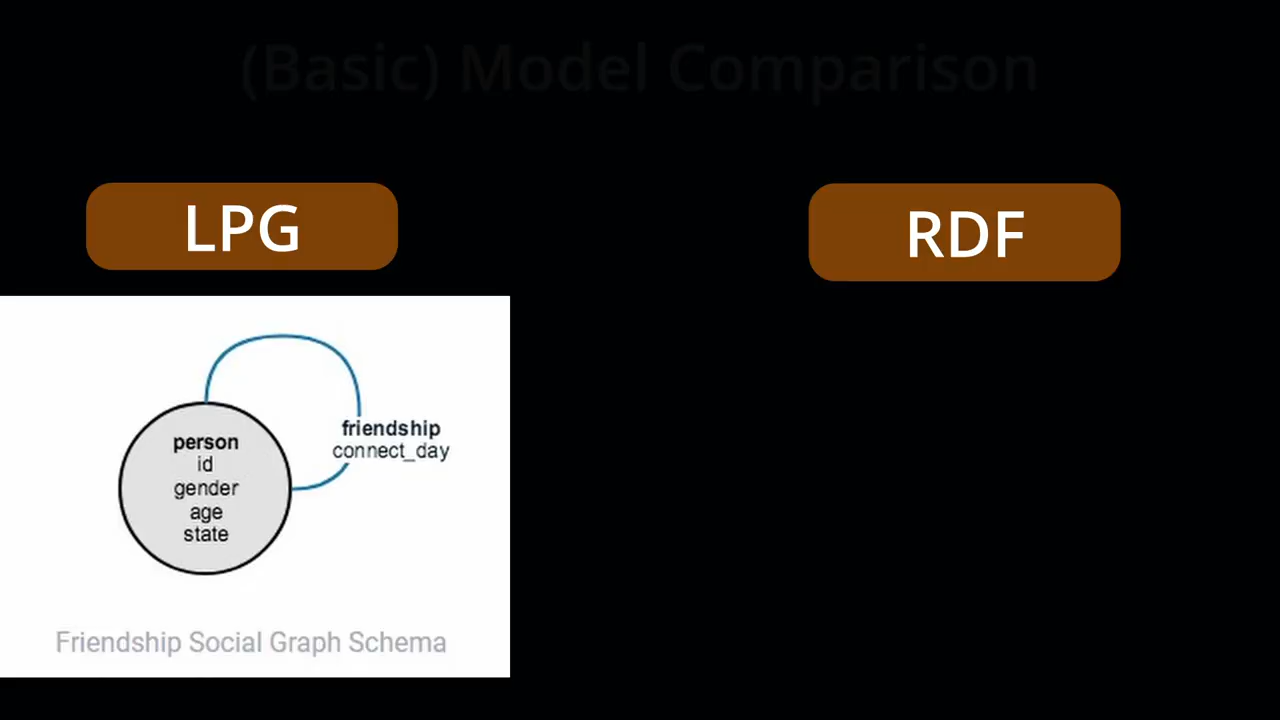 (Basic) Model Comparison
LPG
RDF
friendship
connect_day
person
id
gender
age
state
Friendship Social Graph Schema